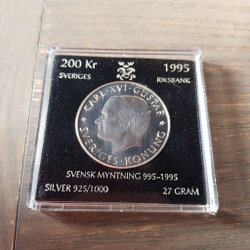 200 Kr 1995
SVERIGES RIKSBANK
CARL·XVI·GUSTAF
SVERIGES·KONUNG
SVENSK MYNTNING 995-1995
SILVER 925/1000 27 GRAM